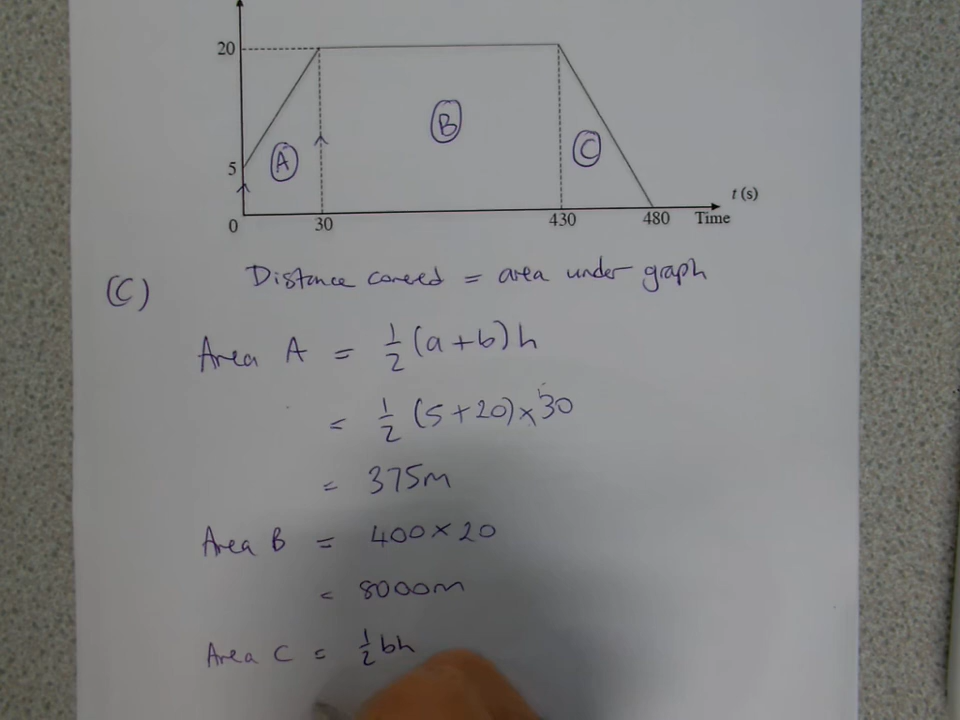 20
A B C
5
t (s)
0 30 430 480 Time
(C) Distance covered = area under graph
Area A = 1/2 (a+b)h
= 1/2 (5+20)×30
= 375m
Area B = 400×20
= 8000m
Area C = 1/2 bh